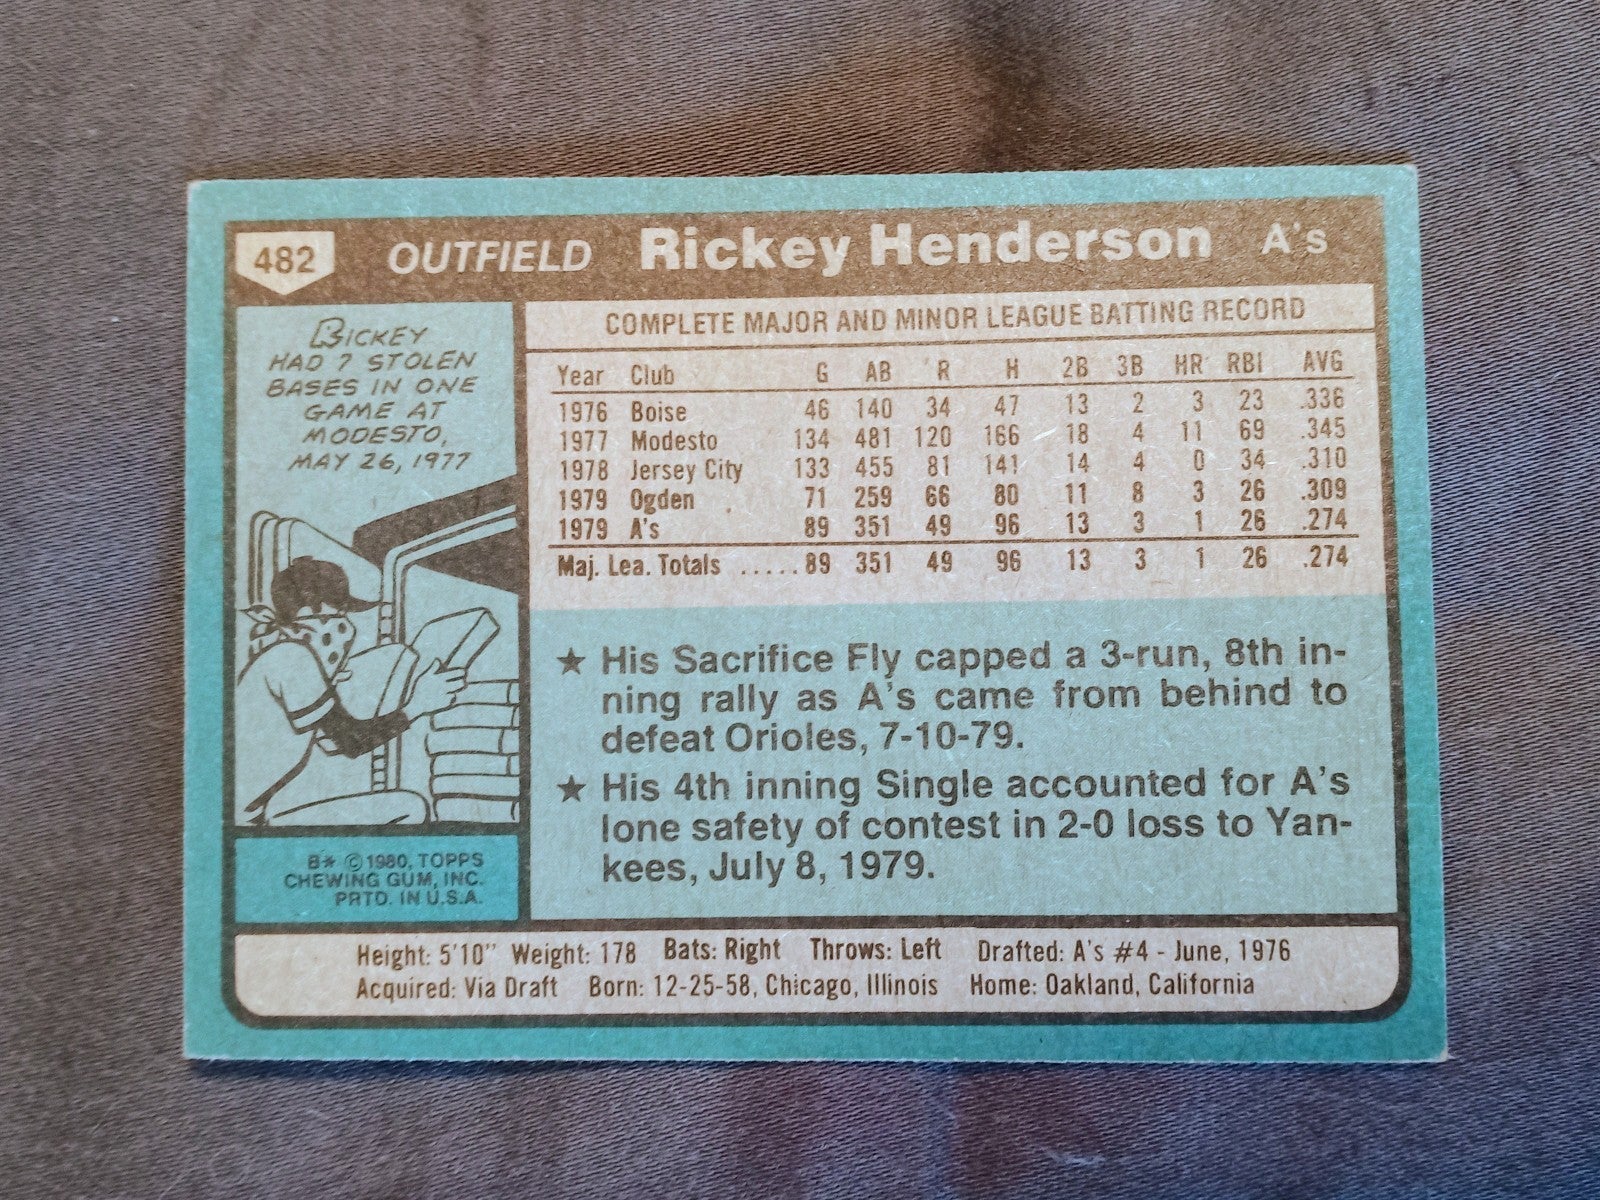 482 OUTFIELD Rickey Henderson A's
RICKEY
HAD 7 STOLEN
BASES IN ONE
GAME AT
MODESTO,
MAY 26, 1977
COMPLETE MAJOR AND MINOR LEAGUE BATTING RECORD
Year Club G AB R H 2B 3B HR RBI AVG
1976 Boise 46 140 34 47 13 2 3 23 .336
1977 Modesto 134 481 120 166 18 4 11 69 .345
1978 Jersey City 133 455 81 141 14 4 0 34 .310
1979 Ogden 71 259 66 80 11 8 3 26 .309
1979 A's 89 351 49 96 13 3 1 26 .274
Maj. Lea. Totals ..... 89 351 49 96 13 3 1 26 .274
★ His Sacrifice Fly capped a 3-run, 8th in-
ning rally as A's came from behind to
defeat Orioles, 7-10-79.
★ His 4th inning Single accounted for A's
lone safety of contest in 2-0 loss to Yan-
kees, July 8, 1979.
B* © 1980, TOPPS
CHEWING GUM, INC.
PRTD. IN U.S.A.
Height: 5'10" Weight: 178 Bats: Right Throws: Left Drafted: A's #4 - June, 1976
Acquired: Via Draft Born: 12-25-58, Chicago, Illinois Home: Oakland, California